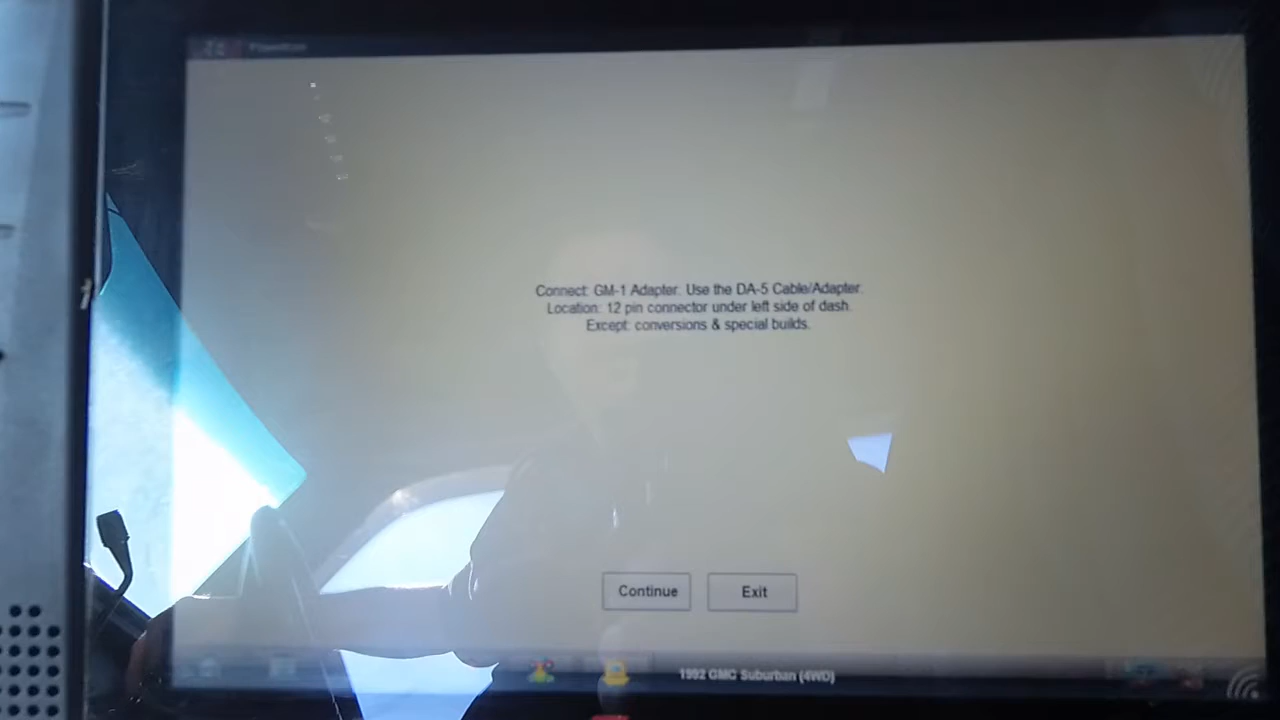 Connect: GM-1 Adapter. Use the DA-5 Cable/Adapter.
Location: 12 pin connector under left side of dash.
Except: conversions & special builds.
Continue
Exit
1992 GMC Suburban (4WD)